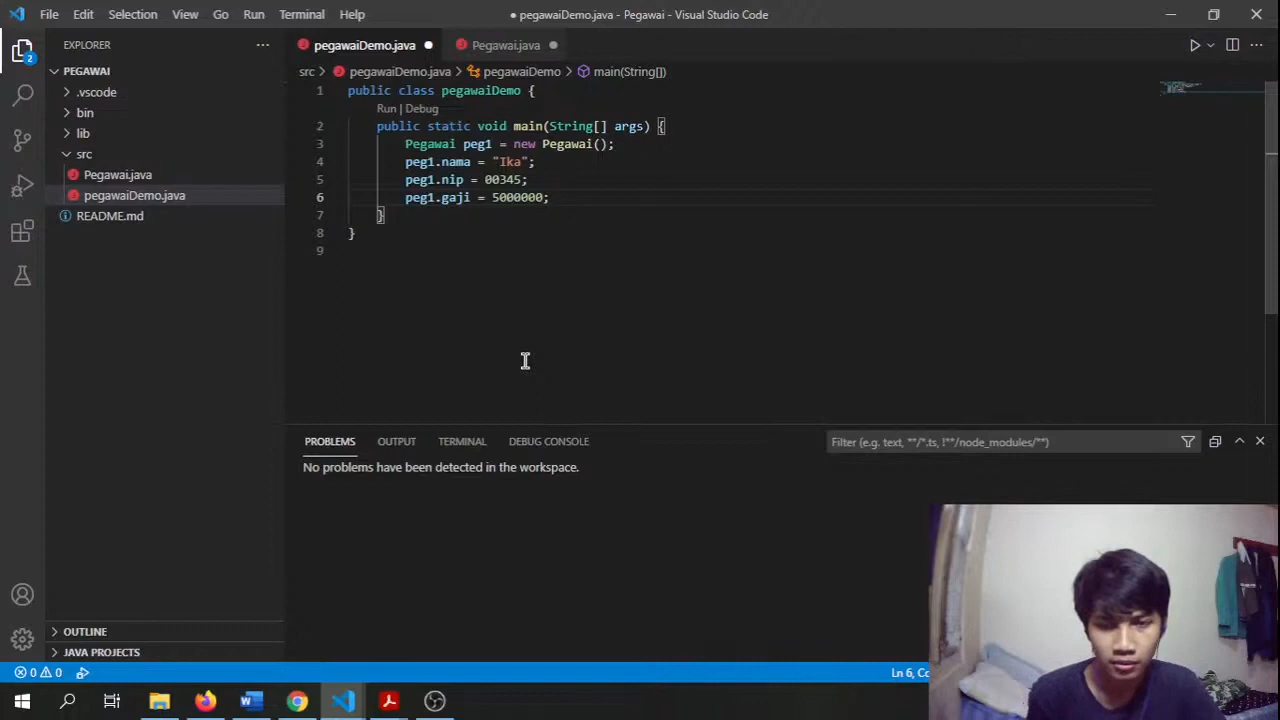 File Edit Selection View Go Run Terminal Help
pegawaiDemo.java - Pegawai - Visual Studio Code
EXPLORER
PEGAWAI
.vscode
bin
lib
src
Pegawai.java
pegawaiDemo.java
README.md
OUTLINE
JAVA PROJECTS
2
pegawaiDemo.java
Pegawai.java
src > pegawaiDemo.java > pegawaiDemo > main(String[])
1 public class pegawaiDemo {
Run | Debug
2 public static void main(String[] args) {
3 Pegawai peg1 = new Pegawai();
4 peg1.nama = "Ika";
5 peg1.nip = 00345;
6 peg1.gaji = 5000000;
7 }
8 }
9
PROBLEMS OUTPUT TERMINAL DEBUG CONSOLE
Filter (e.g. text, **/*.ts, !**/node_modules/**)
No problems have been detected in the workspace.
0 0
Ln 6, Co